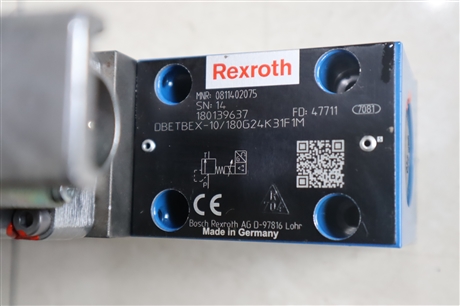 Rexroth
MNR: 0811402075
SN: 14
180139637
FD: 47711
7081
DBETBEX-10/180G24K31F1M
P
T
CE
Bosch Rexroth AG D-97816 Lohr
Made in Germany